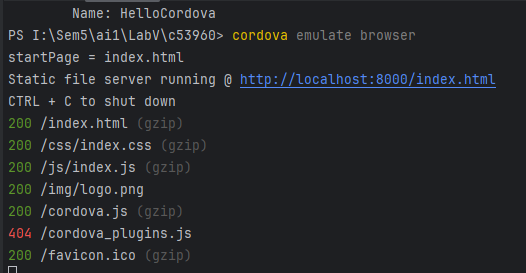 Name: HelloCordova
PS I:\Sem5\ai1\LabV\c53960> cordova emulate browser
startPage = index.html
Static file server running @ http://localhost:8000/index.html
CTRL + C to shut down
200 /index.html (gzip)
200 /css/index.css (gzip)
200 /js/index.js (gzip)
200 /img/logo.png
200 /cordova.js (gzip)
404 /cordova_plugins.js
200 /favicon.ico (gzip)